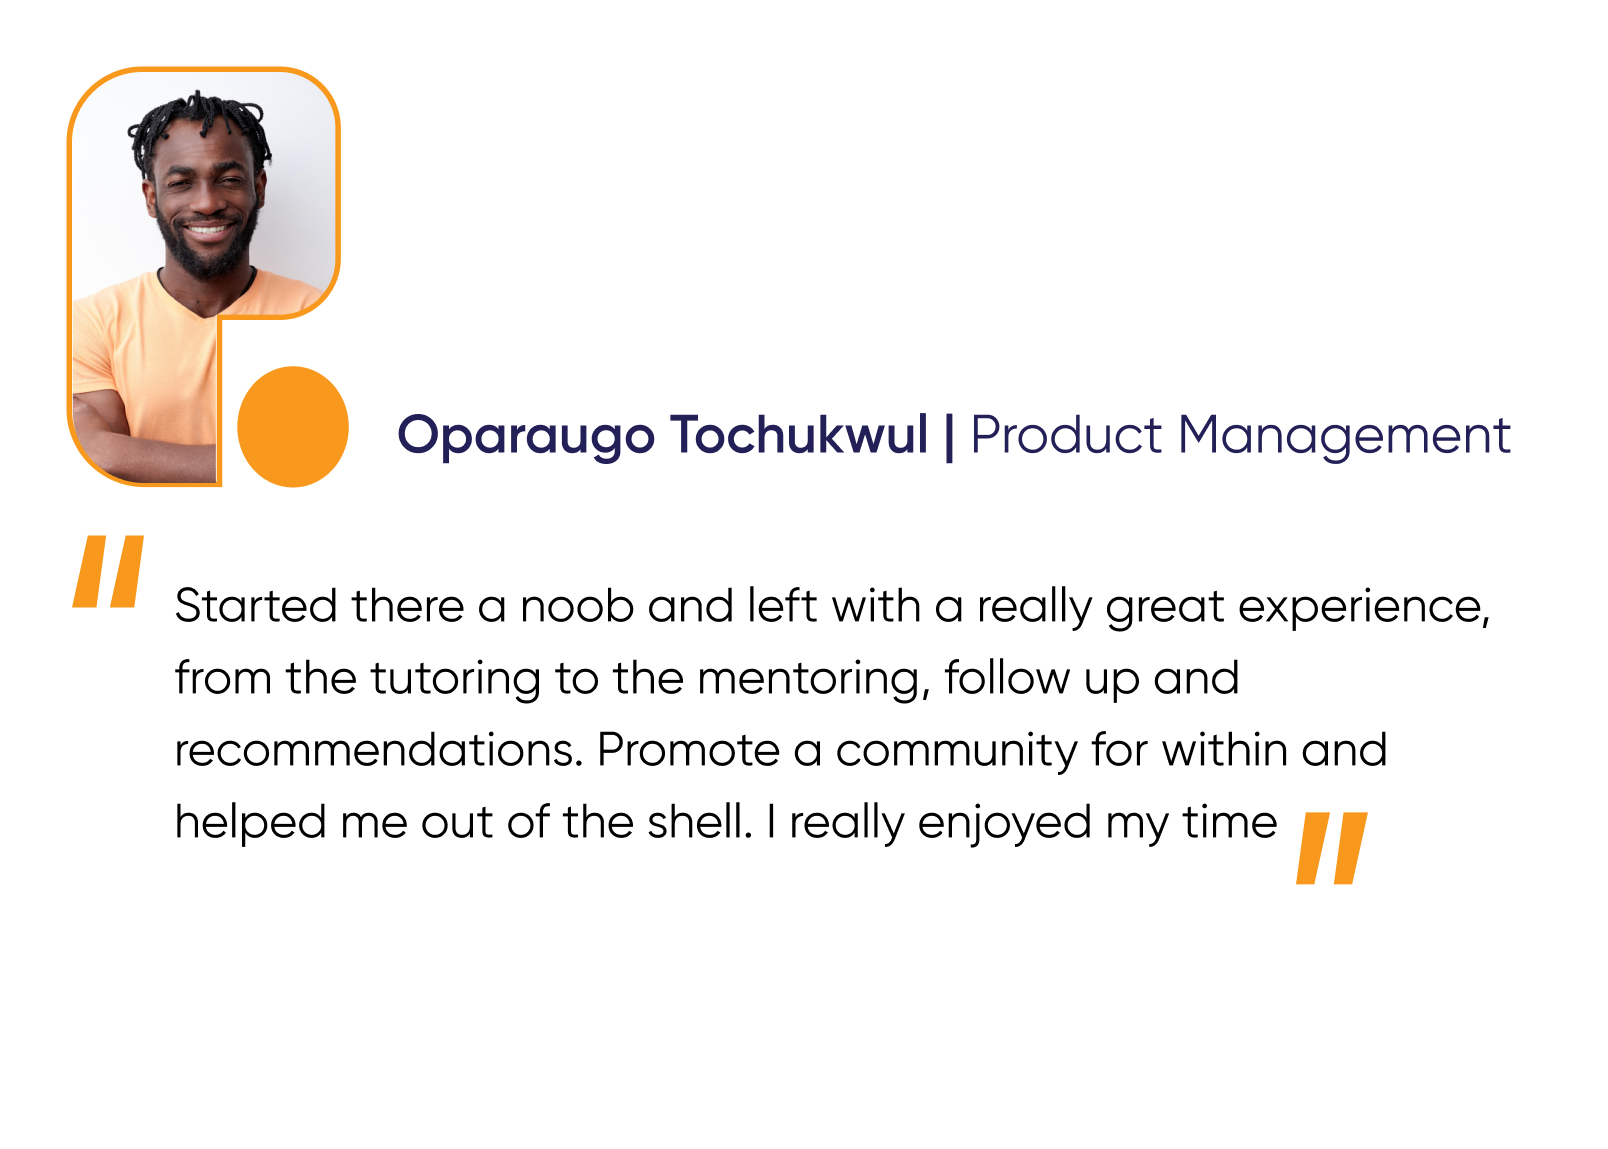 Oparaugo Tochukwul | Product Management
"Started there a noob and left with a really great experience,
from the tutoring to the mentoring, follow up and
recommendations. Promote a community for within and
helped me out of the shell. I really enjoyed my time"